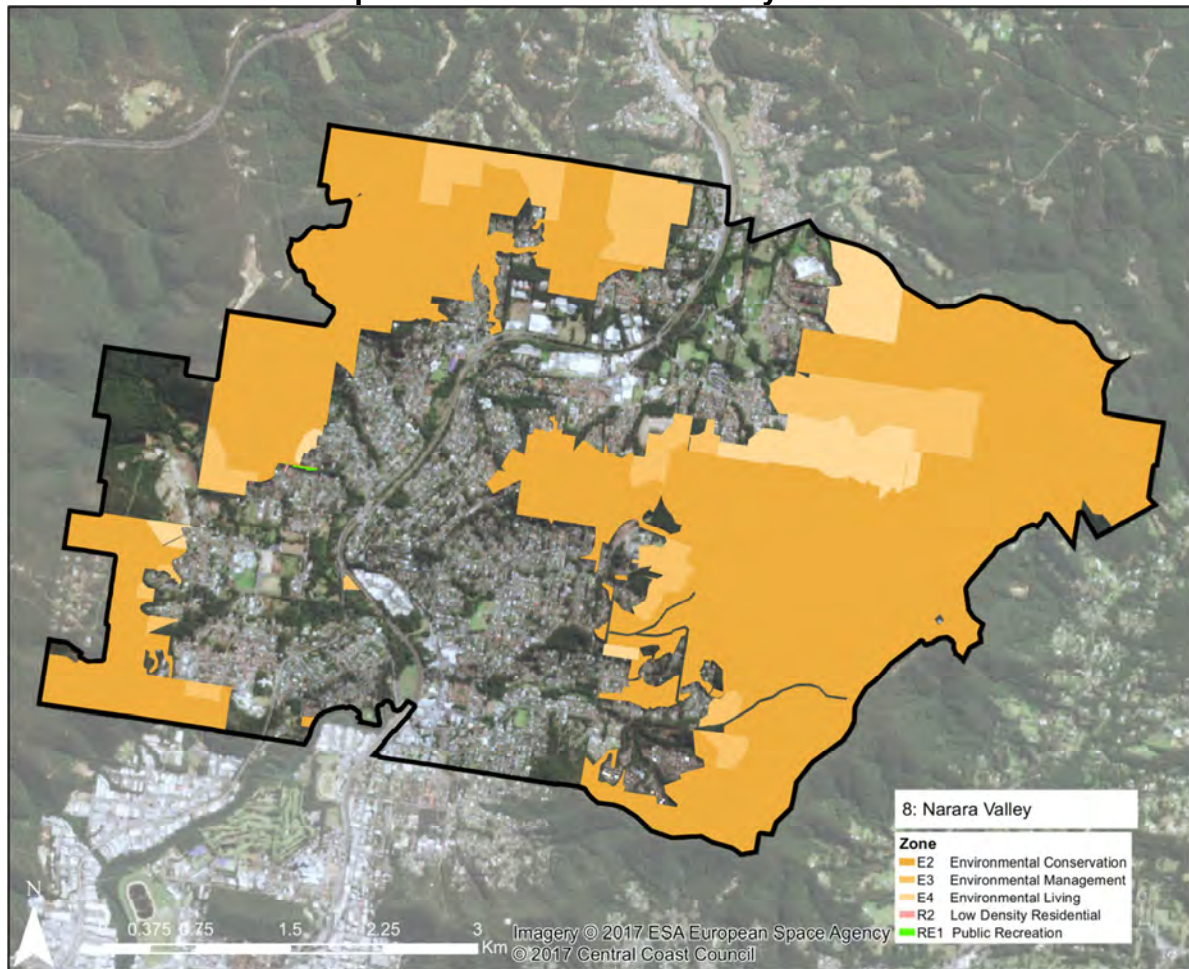 8: Narara Valley
Zone
E2 Environmental Conservation
E3 Environmental Management
E4 Environmental Living
R2 Low Density Residential
RE1 Public Recreation
N
0 0.375 0.75 1.5 2.25 3
Km
Imagery © 2017 ESA European Space Agency
© 2017 Central Coast Council